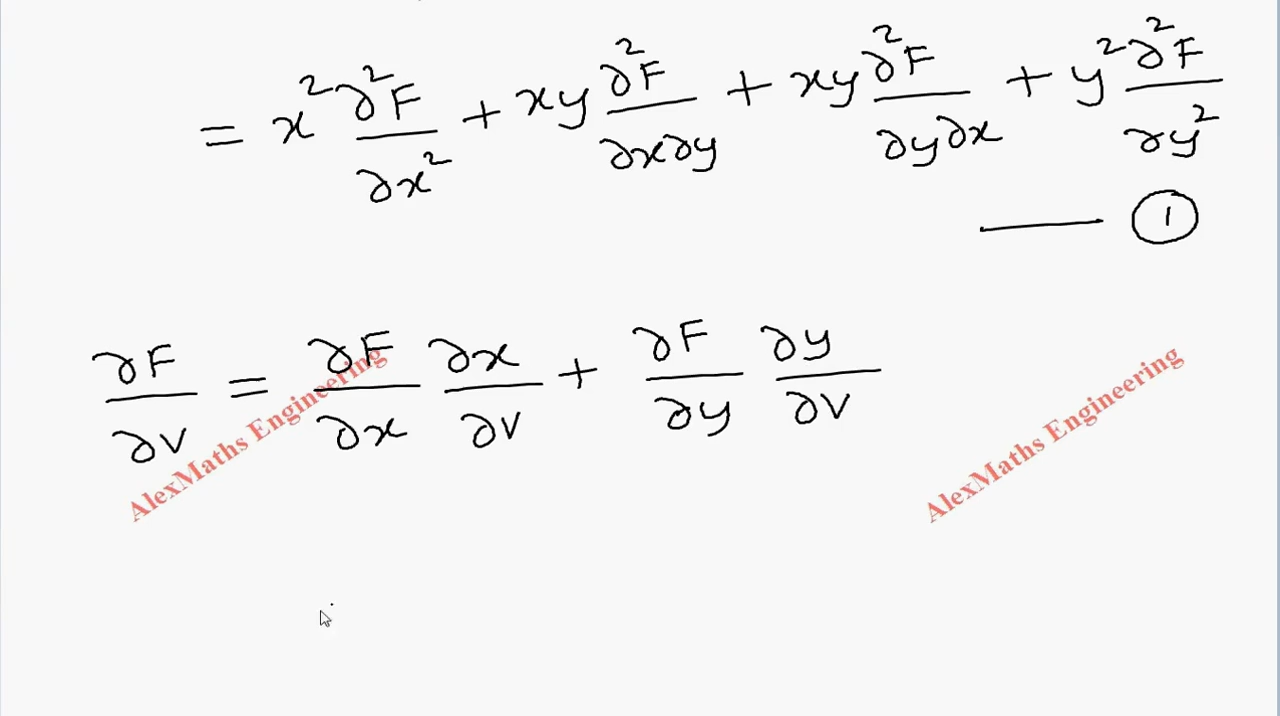 = x² ∂²F/∂x² + xy ∂²F/∂x∂y + xy ∂²F/∂y∂x + y² ∂²F/∂y²
—— ①
∂F/∂v = ∂F/∂x ∂x/∂v + ∂F/∂y ∂y/∂v
AlexMaths Engineering
AlexMaths Engineering